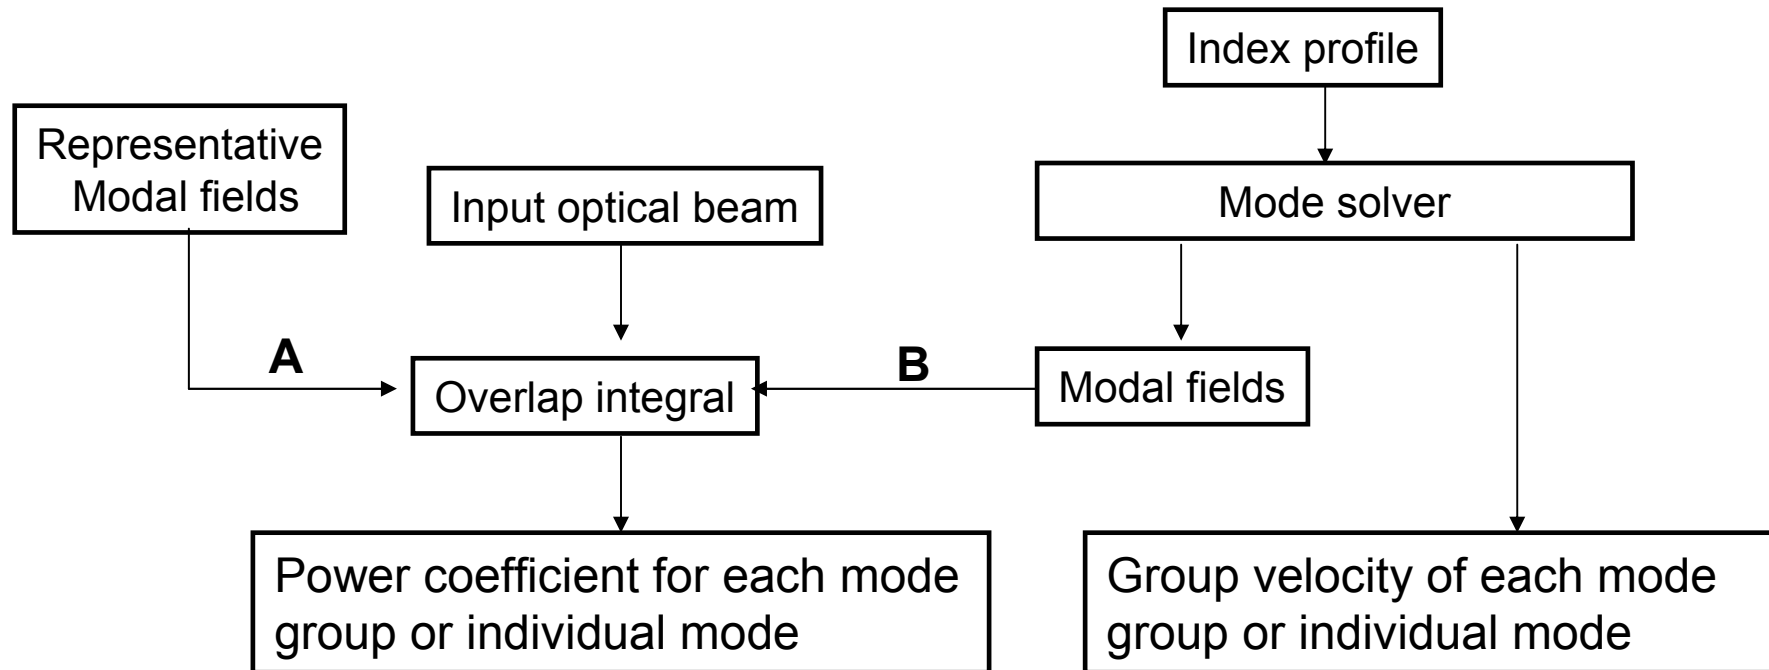 Index profile
Representative
Modal fields
Input optical beam
Mode solver
A
B
Overlap integral
Modal fields
Power coefficient for each mode
group or individual mode
Group velocity of each mode
group or individual mode